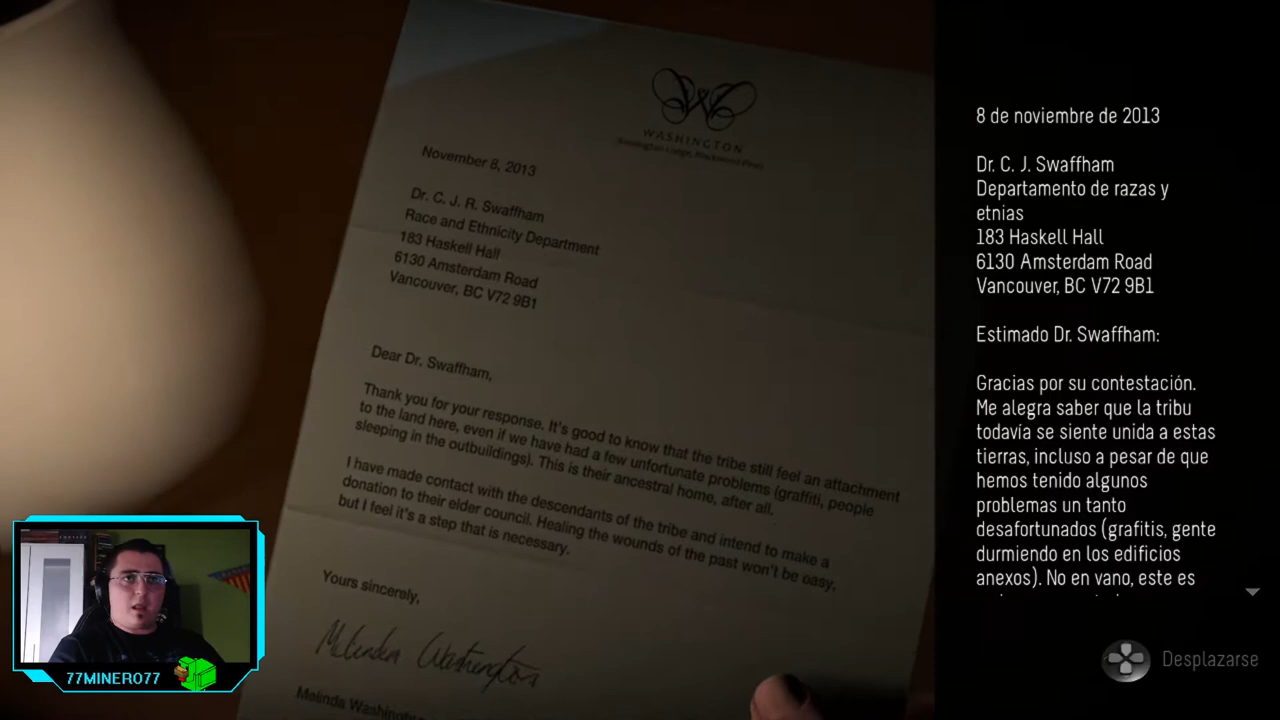 W
WASHINGTON
November 8, 2013
Dr. C. J. R. Swaffham
Race and Ethnicity Department
183 Haskell Hall
6130 Amsterdam Road
Vancouver, BC V72 9B1
Dear Dr. Swaffham,
Thank you for your response. It's good to know that the tribe still feel an attachment
to the land here, even if we have had a few unfortunate problems (graffiti, people
sleeping in the outbuildings). This is their ancestral home, after all.
I have made contact with the descendants of the tribe and intend to make a
donation to their elder council. Healing the wounds of the past won't be easy,
but I feel it's a step that is necessary.
Yours sincerely,
Melinda Washington
Melinda
8 de noviembre de 2013
Dr. C. J. Swaffham
Departamento de razas y
etnias
183 Haskell Hall
6130 Amsterdam Road
Vancouver, BC V72 9B1
Estimado Dr. Swaffham:
Gracias por su contestación.
Me alegra saber que la tribu
todavía se siente unida a estas
tierras, incluso a pesar de que
hemos tenido algunos
problemas un tanto
desafortunados (grafitis, gente
durmiendo en los edificios
anexos). No en vano, este es
Desplazarse
77MINERO77